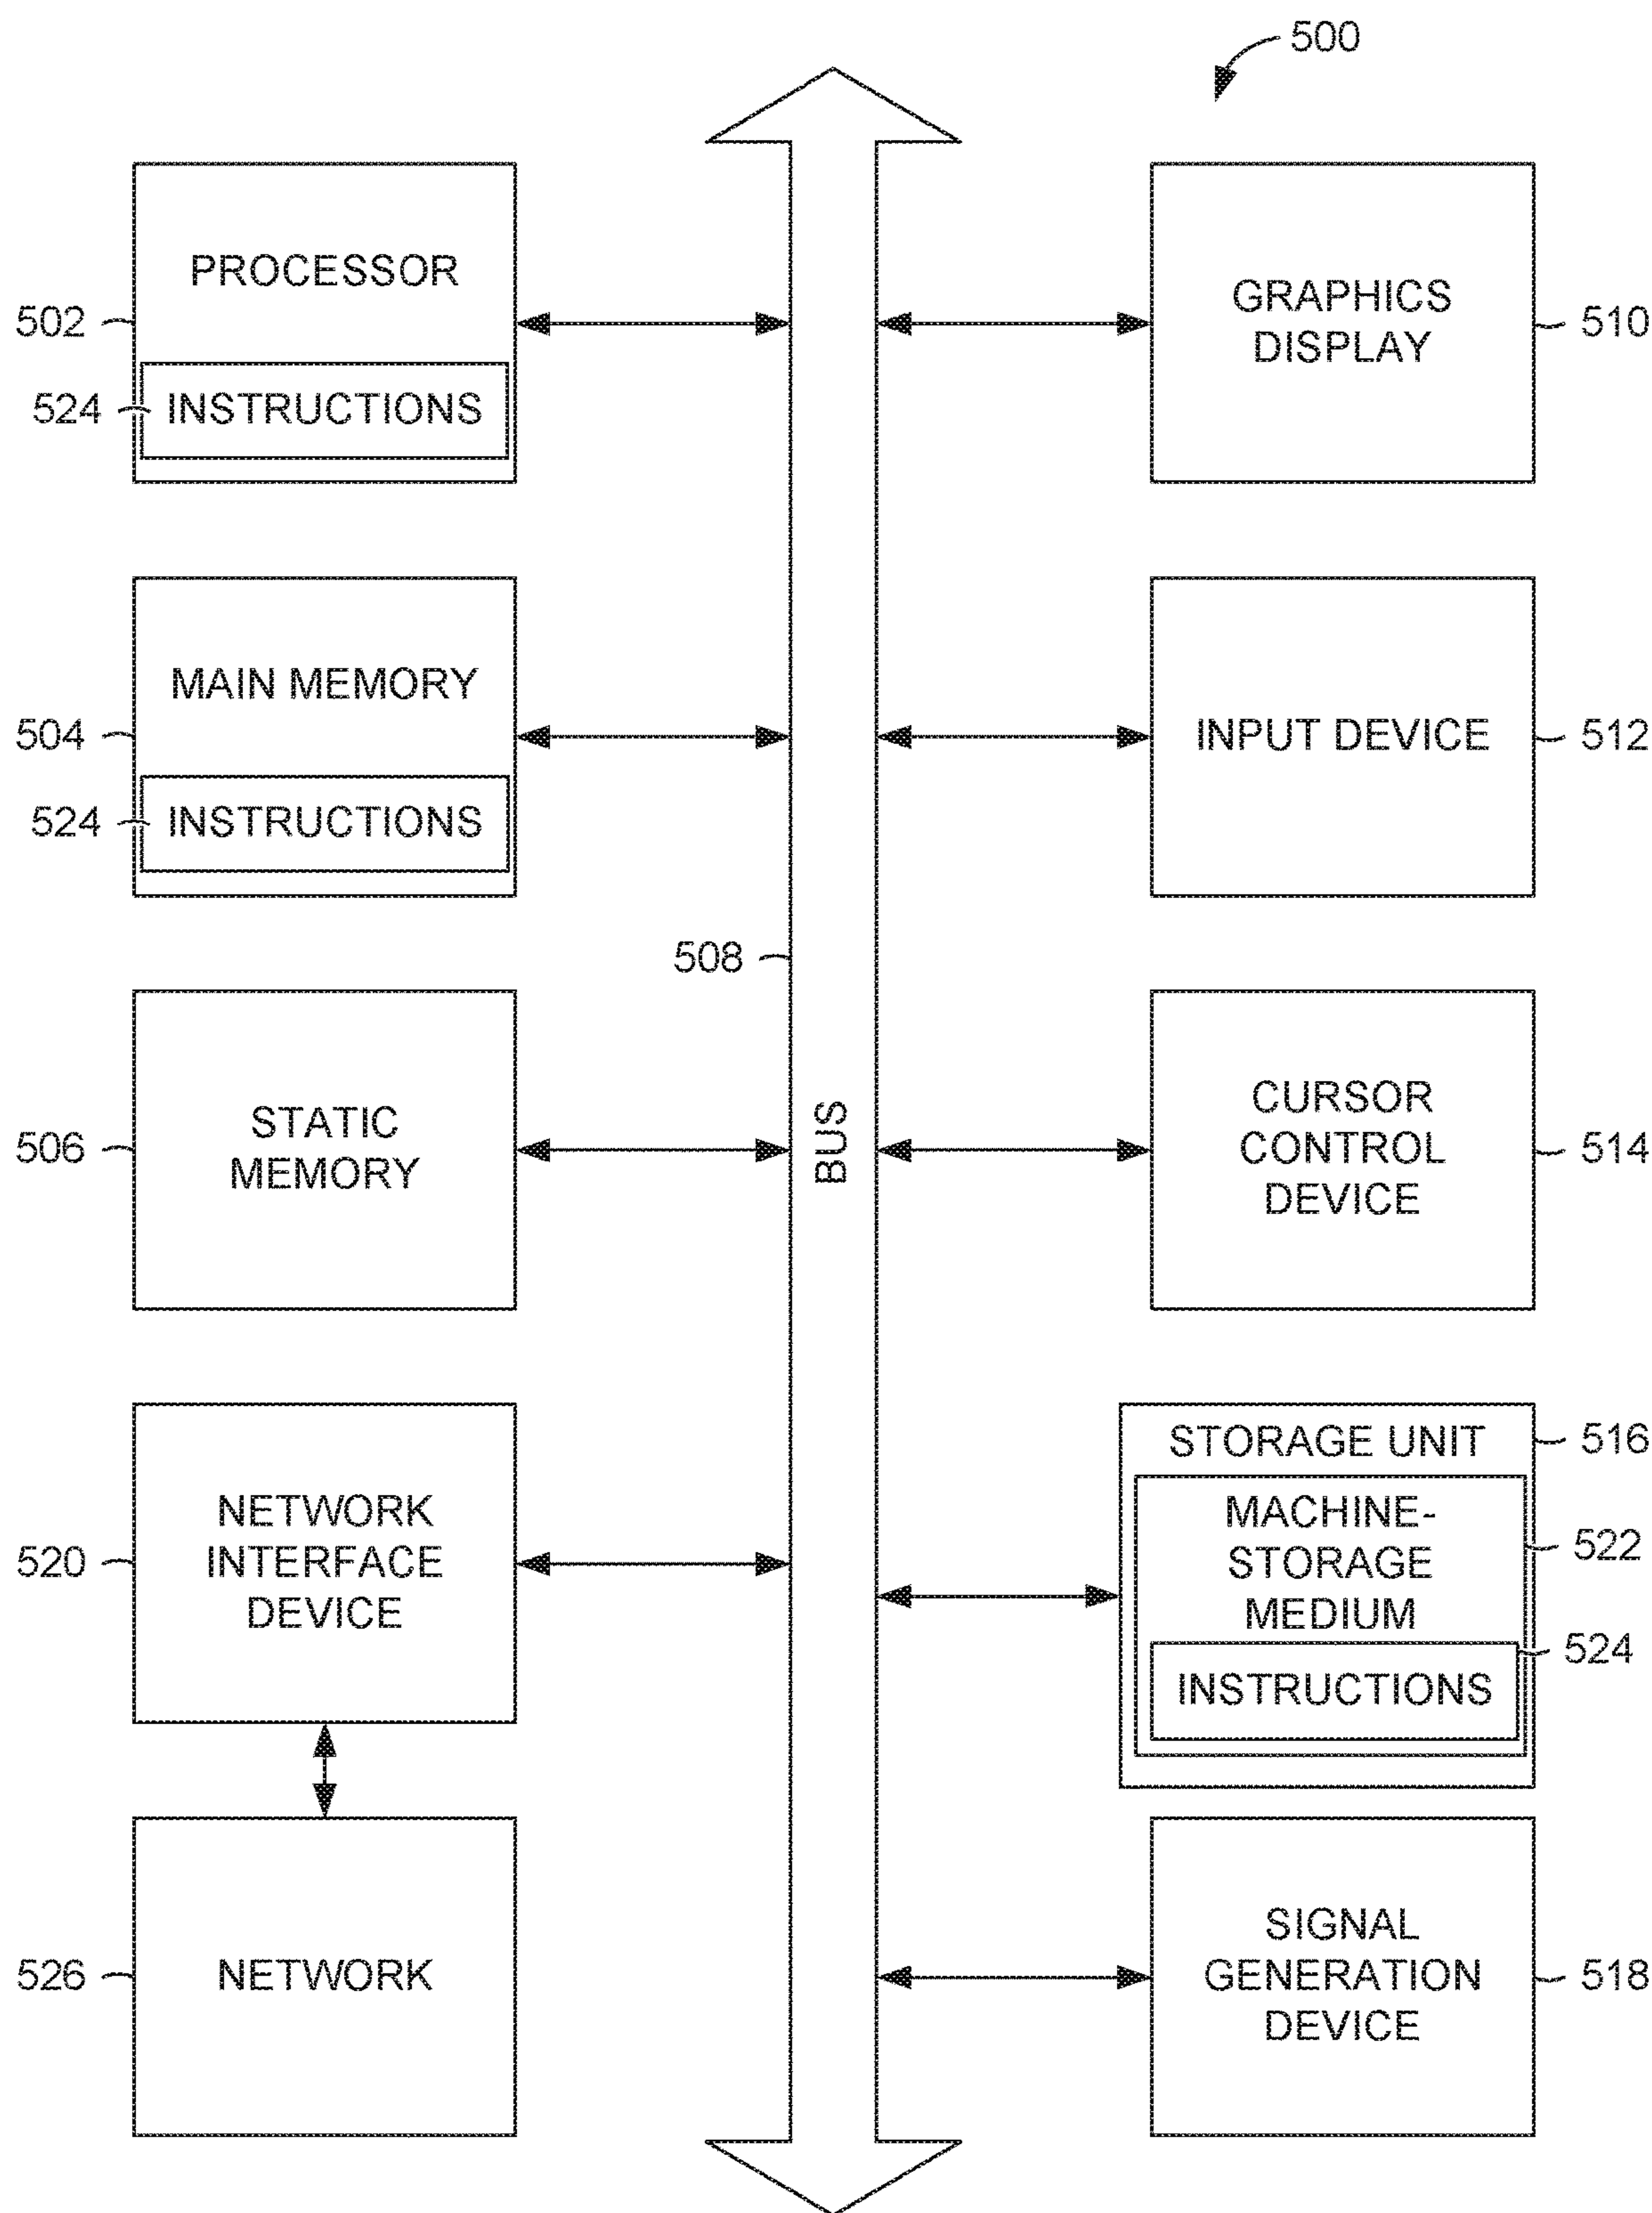 500
PROCESSOR
502
524
INSTRUCTIONS
MAIN MEMORY
504
524
INSTRUCTIONS
508
STATIC
MEMORY
506
NETWORK
INTERFACE
DEVICE
520
NETWORK
526
BUS
GRAPHICS
DISPLAY
510
INPUT DEVICE
512
CURSOR
CONTROL
DEVICE
514
STORAGE UNIT
516
MACHINE-
STORAGE
MEDIUM
522
524
INSTRUCTIONS
SIGNAL
GENERATION
DEVICE
518